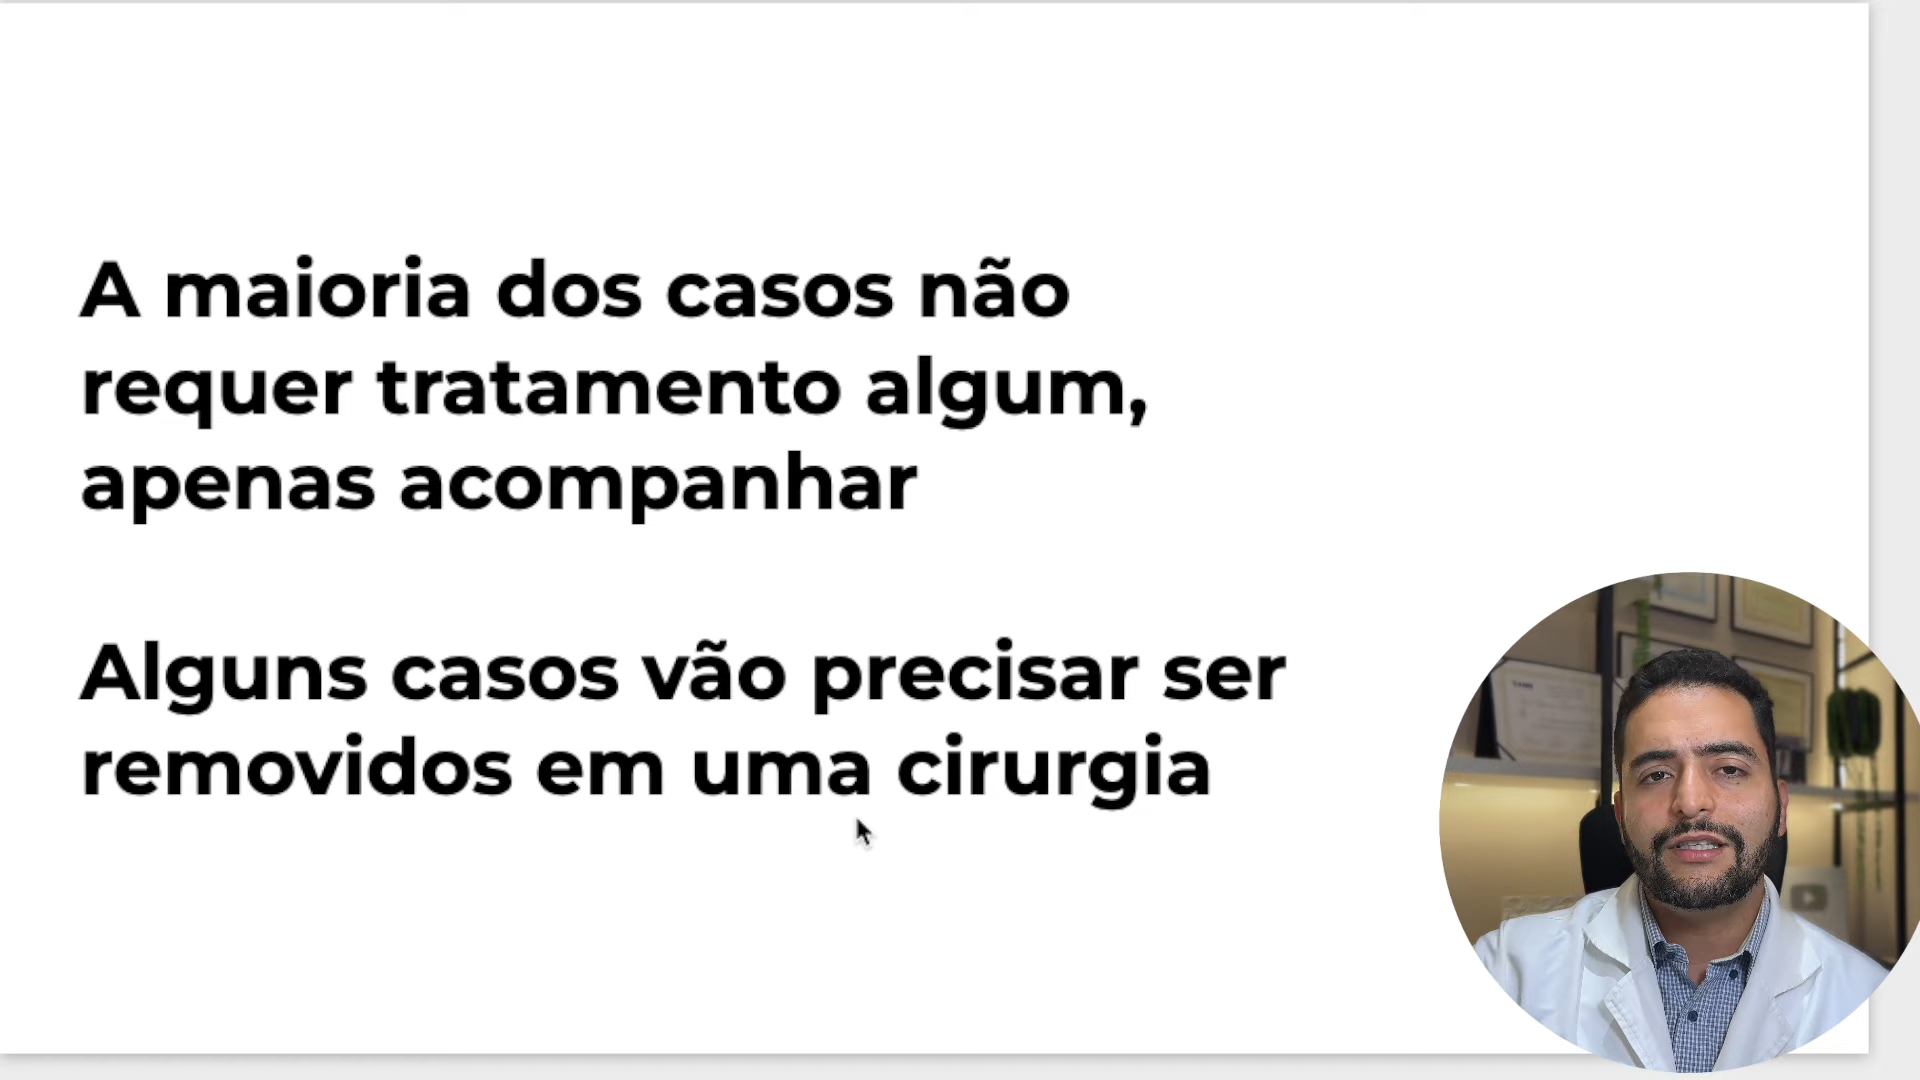 A maioria dos casos não
requer tratamento algum,
apenas acompanhar
Alguns casos vão precisar ser
removidos em uma cirurgia